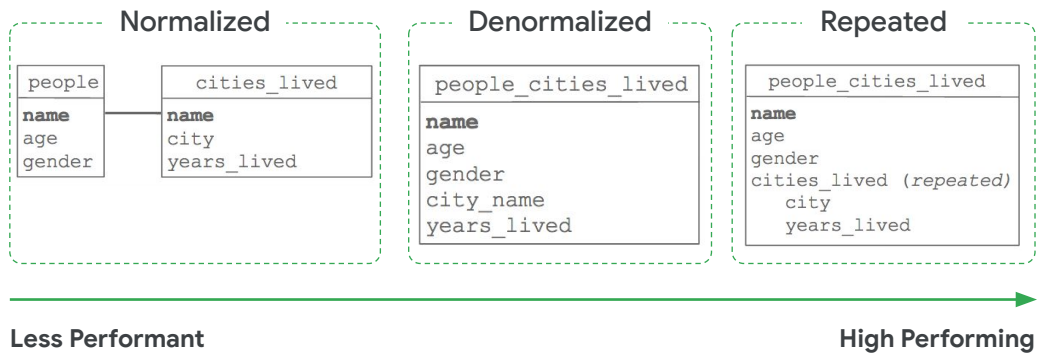 Normalized
people
name
age
gender
cities_lived
name
city
years_lived
Denormalized
people_cities_lived
name
age
gender
city_name
years_lived
Repeated
people_cities_lived
name
age
gender
cities_lived (repeated)
city
years_lived
Less Performant
High Performing